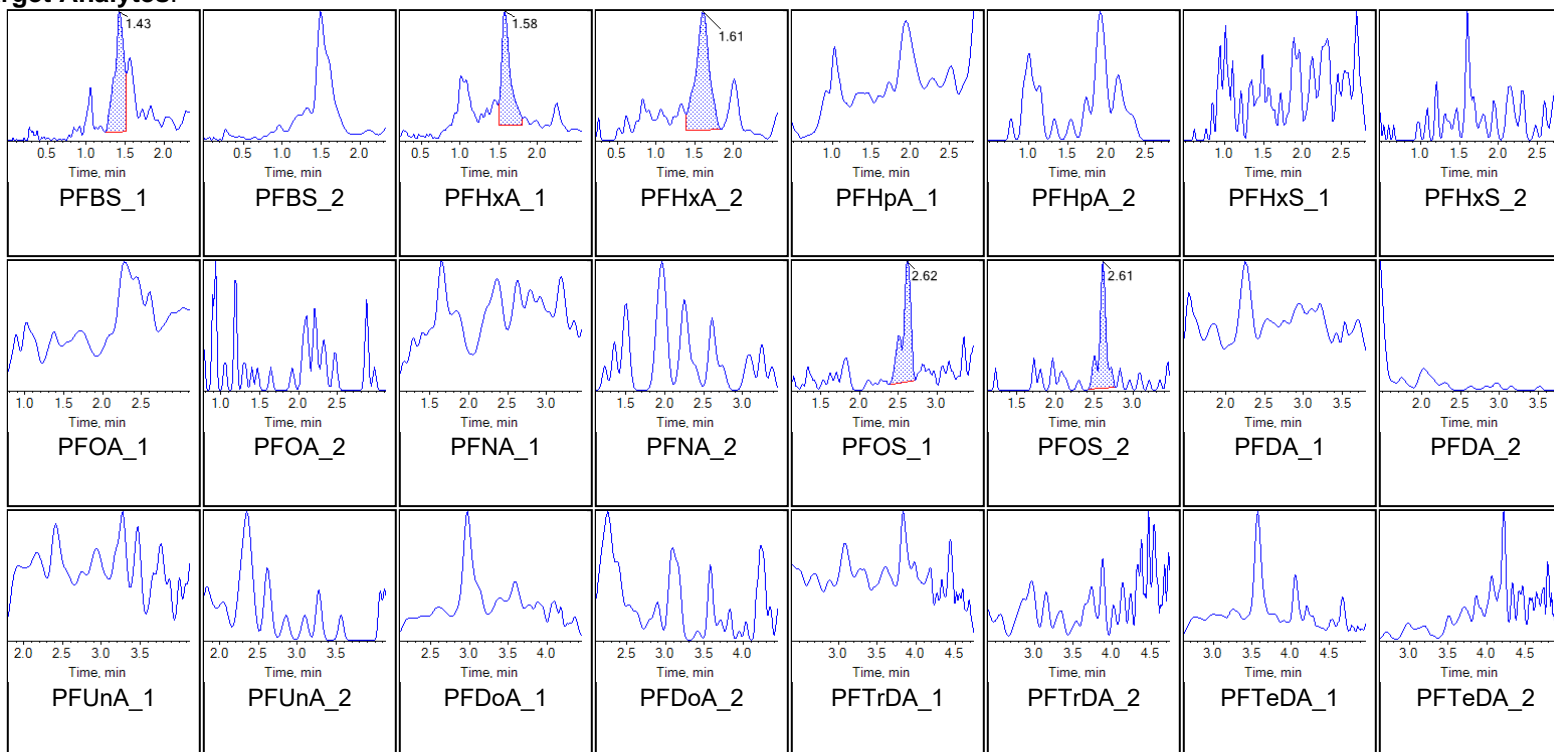 rget Analytes:
1.43 1.58 1.61
0.5 1.0 1.5 2.0 0.5 1.0 1.5 2.0 0.5 1.0 1.5 2.0 0.5 1.0 1.5 2.0 1.0 1.5 2.0 2.5 1.0 1.5 2.0 2.5 1.0 1.5 2.0 2.5 1.0 1.5 2.0 2.5
Time, min Time, min Time, min Time, min Time, min Time, min Time, min Time, min
PFBS_1 PFBS_2 PFHxA_1 PFHxA_2 PFHpA_1 PFHpA_2 PFHxS_1 PFHxS_2
2.62 2.61
1.0 1.5 2.0 2.5 1.0 1.5 2.0 2.5 1.5 2.0 2.5 3.0 1.5 2.0 2.5 3.0 1.5 2.0 2.5 3.0 1.5 2.0 2.5 3.0 2.0 2.5 3.0 3.5 2.0 2.5 3.0 3.5
Time, min Time, min Time, min Time, min Time, min Time, min Time, min Time, min
PFOA_1 PFOA_2 PFNA_1 PFNA_2 PFOS_1 PFOS_2 PFDA_1 PFDA_2
2.0 2.5 3.0 3.5 2.0 2.5 3.0 3.5 2.5 3.0 3.5 4.0 2.5 3.0 3.5 4.0 3.0 3.5 4.0 4.5 3.0 3.5 4.0 4.5 3.0 3.5 4.0 4.5 3.0 3.5 4.0 4.5
Time, min Time, min Time, min Time, min Time, min Time, min Time, min Time, min
PFUnA_1 PFUnA_2 PFDoA_1 PFDoA_2 PFTrDA_1 PFTrDA_2 PFTeDA_1 PFTeDA_2